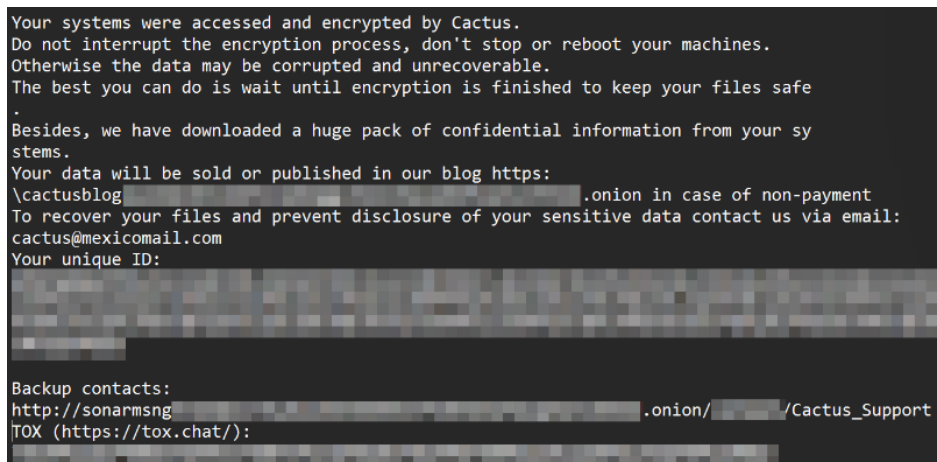 Your systems were accessed and encrypted by Cactus.
Do not interrupt the encryption process, don't stop or reboot your machines.
Otherwise the data may be corrupted and unrecoverable.
The best you can do is wait until encryption is finished to keep your files safe
.
Besides, we have downloaded a huge pack of confidential information from your sy
stems.
Your data will be sold or published in our blog https:
\cactusblog .onion in case of non-payment
To recover your files and prevent disclosure of your sensitive data contact us via email:
cactus@mexicomail.com
Your unique ID:
Backup contacts:
http://sonarmsng .onion/ /Cactus_Support
TOX (https://tox.chat/):